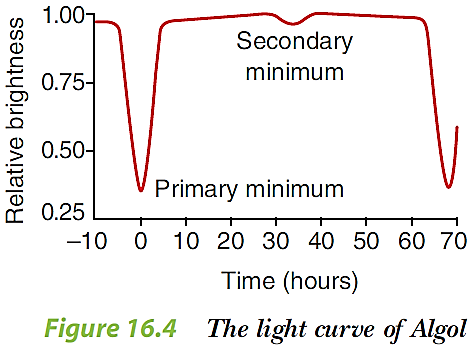 Relative brightness
1.00
0.75
0.50
0.25
Secondary
minimum
Primary minimum
–10 0 10 20 30 40 50 60 70
Time (hours)
Figure 16.4 The light curve of Algol